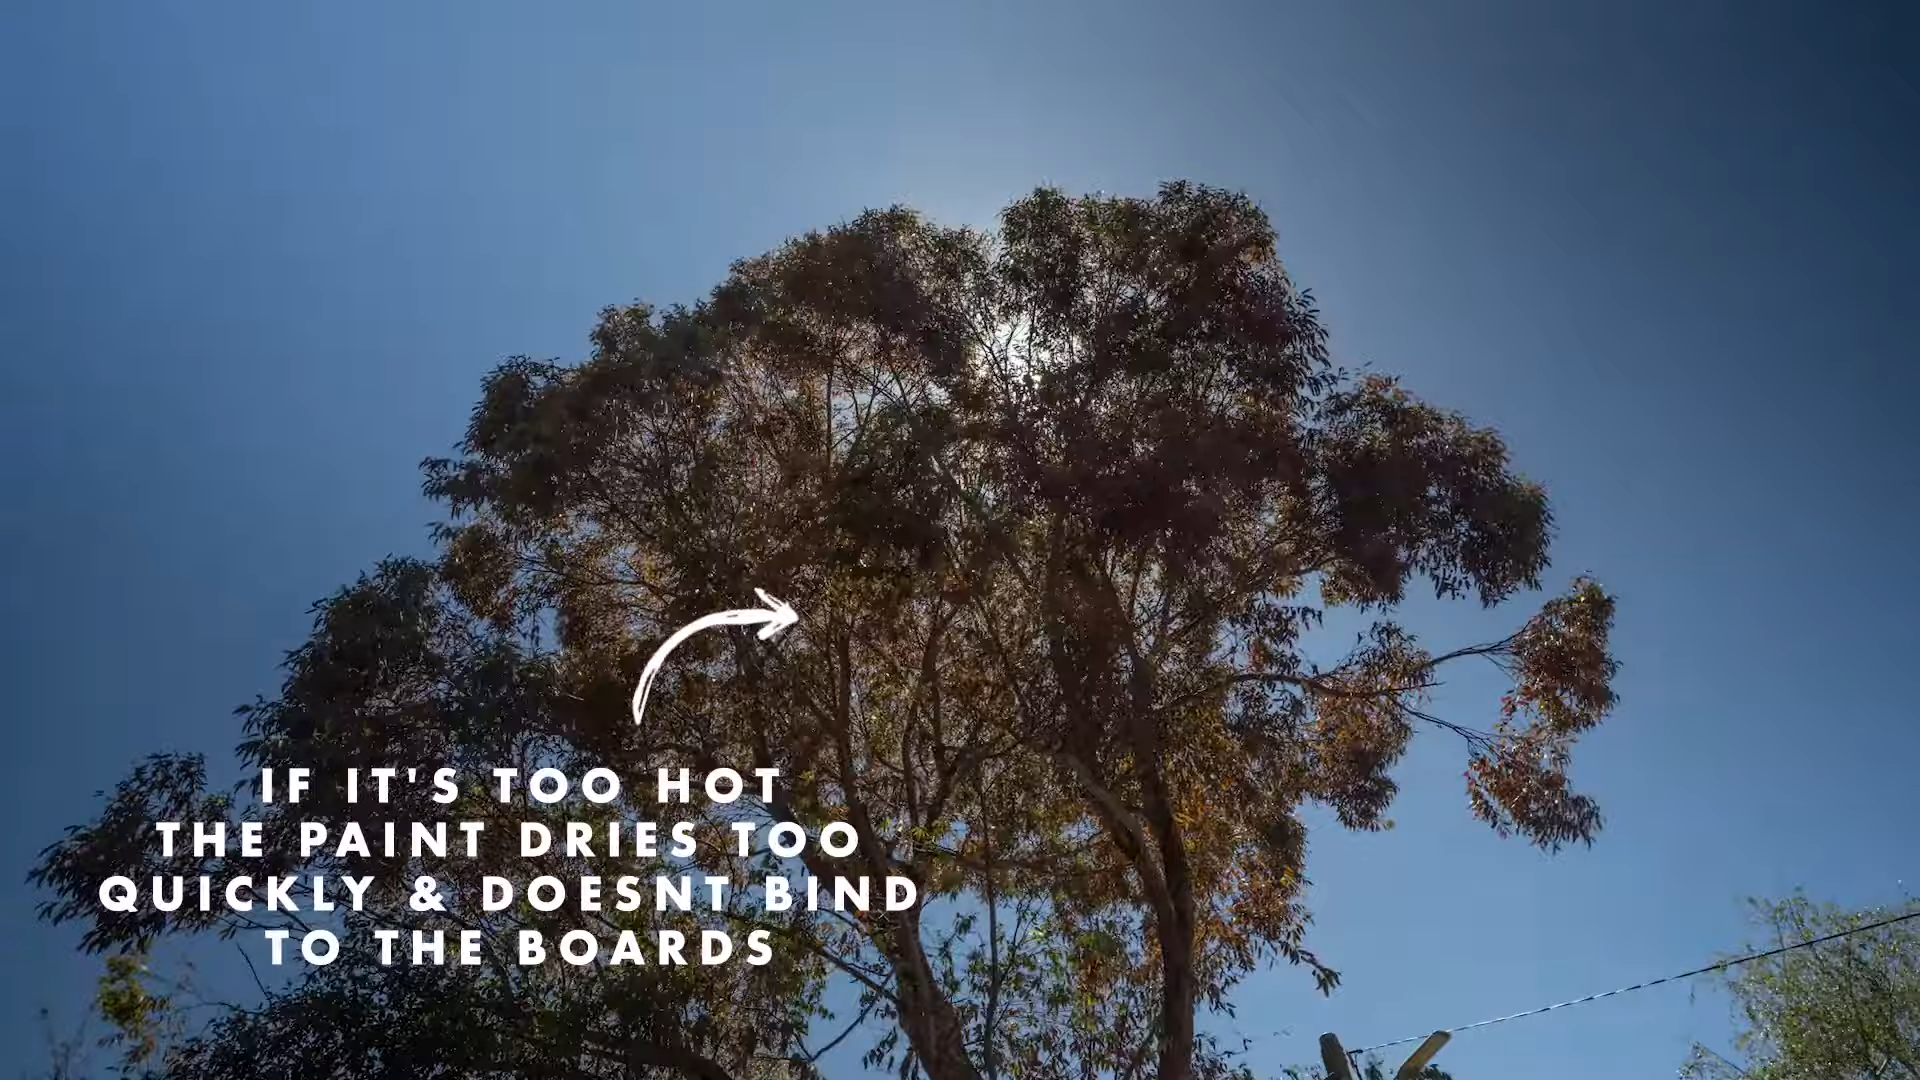 IF IT'S TOO HOT
THE PAINT DRIES TOO
QUICKLY & DOESNT BIND
TO THE BOARDS